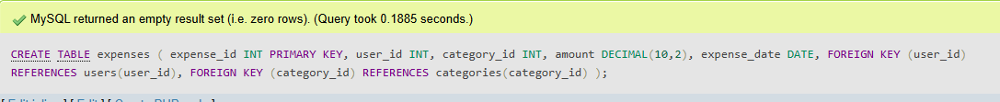 MySQL returned an empty result set (i.e. zero rows). (Query took 0.1885 seconds.)
CREATE TABLE expenses ( expense_id INT PRIMARY KEY, user_id INT, category_id INT, amount DECIMAL(10,2), expense_date DATE, FOREIGN KEY (user_id)
REFERENCES users(user_id), FOREIGN KEY (category_id) REFERENCES categories(category_id) );